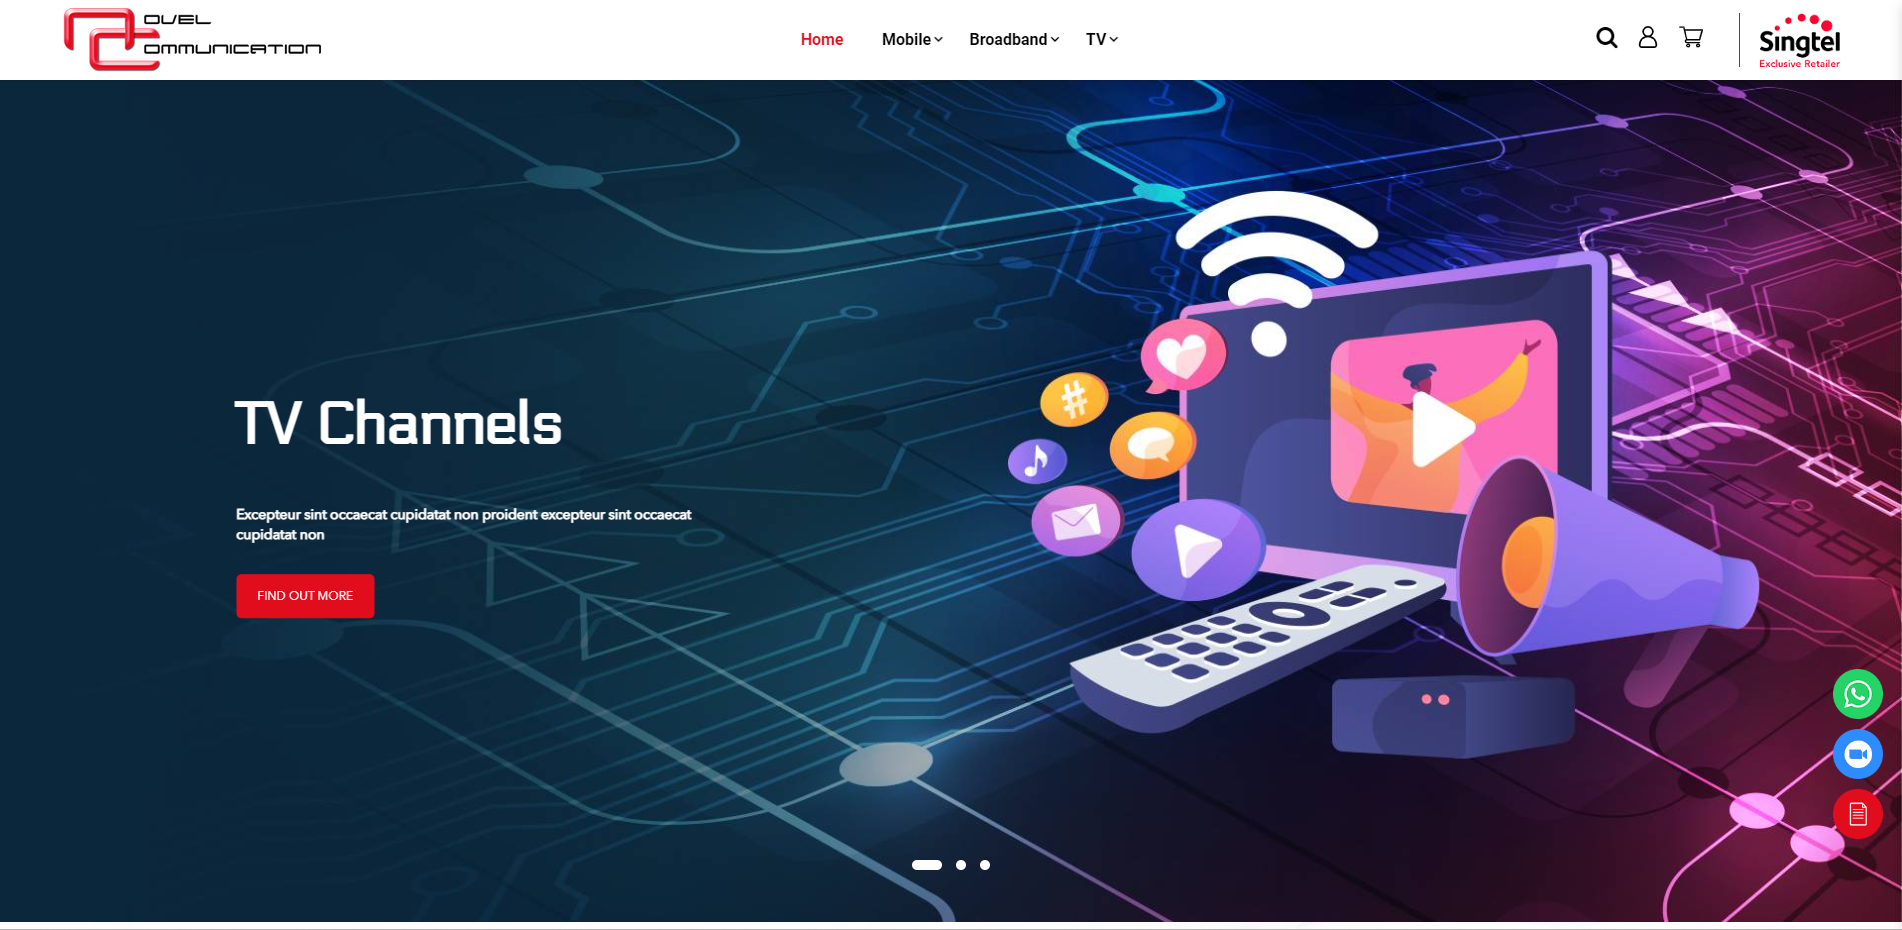 OVEL
OMMUNICATION
Home
Mobile
Broadband
TV
Singtel
Exclusive Retailer
TV Channels
Excepteur sint occaecat cupidatat non proident excepteur sint occaecat
cupidatat non
FIND OUT MORE